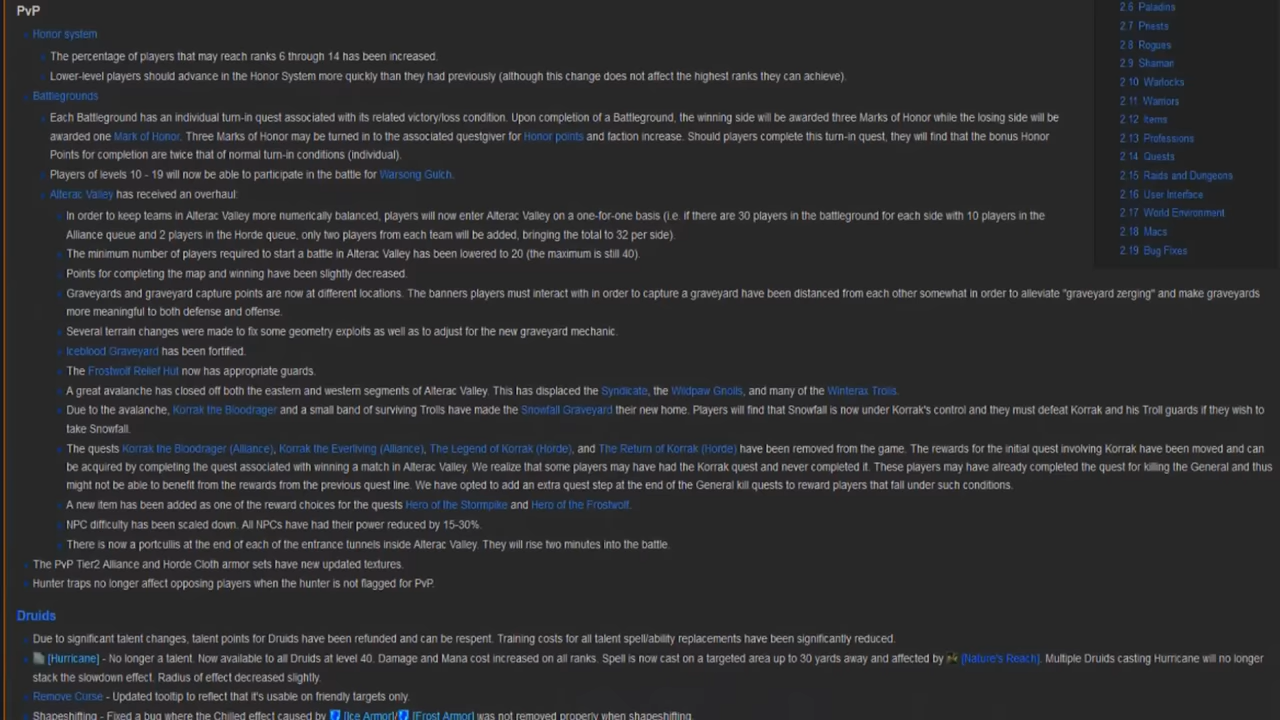 PvP
Honor system
The percentage of players that may reach ranks 6 through 14 has been increased.
Lower-level players should advance in the Honor System more quickly than they had previously (although this change does not affect the highest ranks they can achieve).
Battlegrounds
Each Battleground has an individual turn-in quest associated with its related victory/loss condition. Upon completion of a Battleground, the winning side will be awarded three Marks of Honor while the losing side will be
awarded one Mark of Honor. Three Marks of Honor may be turned in to the associated questgiver for Honor points and faction increase. Should players complete this turn-in quest, they will find that the bonus Honor
Points for completion are twice that of normal turn-in conditions (individual).
Players of levels 10 - 19 will now be able to participate in the battle for Warsong Gulch.
Alterac Valley has received an overhaul:
In order to keep teams in Alterac Valley more numerically balanced, players will now enter Alterac Valley on a one-for-one basis (i.e. if there are 30 players in the battleground for each side with 10 players in the
Alliance queue and 2 players in the Horde queue, only two players from each team will be added, bringing the total to 32 per side).
The minimum number of players required to start a battle in Alterac Valley has been lowered to 20 (the maximum is still 40).
Points for completing the map and winning have been slightly decreased.
Graveyards and graveyard capture points are now at different locations. The banners players must interact with in order to capture a graveyard have been distanced from each other somewhat in order to alleviate "graveyard zerging" and make graveyards
more meaningful to both defense and offense.
Several terrain changes were made to fix some geometry exploits as well as to adjust for the new graveyard mechanic.
Iceblood Graveyard has been fortified.
The Frostwolf Relief Hut now has appropriate guards.
A great avalanche has closed off both the eastern and western segments of Alterac Valley. This has displaced the Syndicate, the Wildpaw Gnolls, and many of the Winterax Trolls.
Due to the avalanche, Korrak the Bloodrager and a small band of surviving Trolls have made the Snowfall Graveyard their new home. Players will find that Snowfall is now under Korrak's control and they must defeat Korrak and his Troll guards if they wish to
take Snowfall.
The quests Korrak the Bloodrager (Alliance), Korrak the Everliving (Alliance), The Legend of Korrak (Horde), and The Return of Korrak (Horde) have been removed from the game. The rewards for the initial quest involving Korrak have been moved and can
be acquired by completing the quest associated with winning a match in Alterac Valley. We realize that some players may have had the Korrak quest and never completed it. These players may have already completed the quest for killing the General and thus
might not be able to benefit from the rewards from the previous quest line. We have opted to add an extra quest step at the end of the General kill quests to reward players that fall under such conditions.
A new item has been added as one of the reward choices for the quests Hero of the Stormpike and Hero of the Frostwolf.
NPC difficulty has been scaled down. All NPCs have had their power reduced by 15-30%.
There is now a portcullis at the end of each of the entrance tunnels inside Alterac Valley. They will rise two minutes into the battle.
The PvP Tier2 Alliance and Horde Cloth armor sets have new updated textures.
Hunter traps no longer affect opposing players when the hunter is not flagged for PvP.
Druids
Due to significant talent changes, talent points for Druids have been refunded and can be respent. Training costs for all talent spell/ability replacements have been significantly reduced.
[Hurricane] - No longer a talent. Now available to all Druids at level 40. Damage and Mana cost increased on all ranks. Spell is now cast on a targeted area up to 30 yards away and affected by [Nature's Reach]. Multiple Druids casting Hurricane will no longer
stack the slowdown effect. Radius of effect decreased slightly.
Remove Curse - Updated tooltip to reflect that it's usable on friendly targets only.
Shapeshifting - Fixed a bug where the Chilled effect caused by [Ice Armor]/[Frost Armor] was not removed properly when shapeshifting.
2.6 Paladins
2.7 Priests
2.8 Rogues
2.9 Shaman
2.10 Warlocks
2.11 Warriors
2.12 Items
2.13 Professions
2.14 Quests
2.15 Raids and Dungeons
2.16 User Interface
2.17 World Environment
2.18 Macs
2.19 Bug Fixes